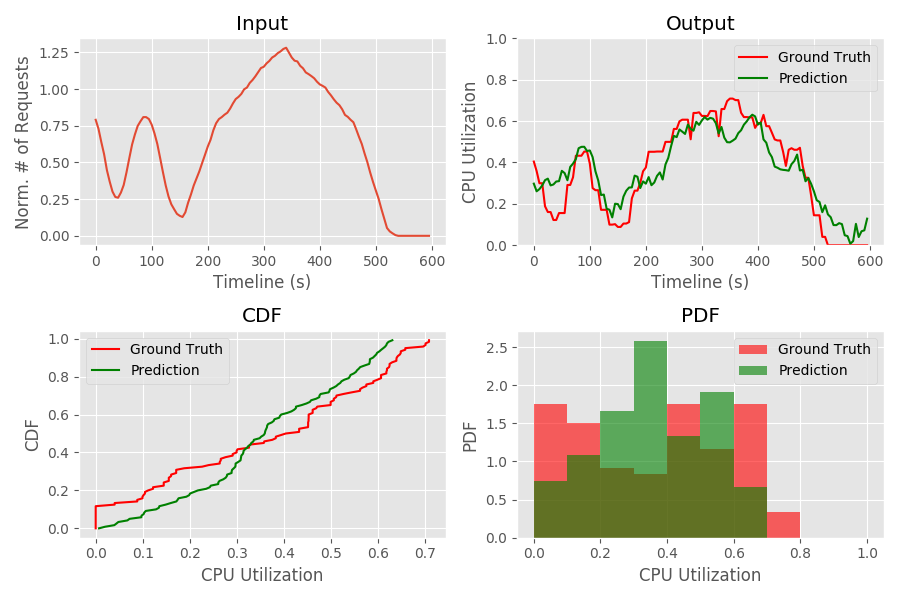 Input
Norm. # of Requests
1.25
1.00
0.75
0.50
0.25
0.00
0 100 200 300 400 500 600
Timeline (s)
Output
CPU Utilization
1.0
0.8
0.6
0.4
0.2
0.0
Ground Truth
Prediction
0 100 200 300 400 500 600
Timeline (s)
CDF
CDF
1.0
0.8
0.6
0.4
0.2
0.0
Ground Truth
Prediction
0.0 0.1 0.2 0.3 0.4 0.5 0.6 0.7
CPU Utilization
PDF
PDF
2.5
2.0
1.5
1.0
0.5
0.0
Ground Truth
Prediction
0.0 0.2 0.4 0.6 0.8 1.0
CPU Utilization